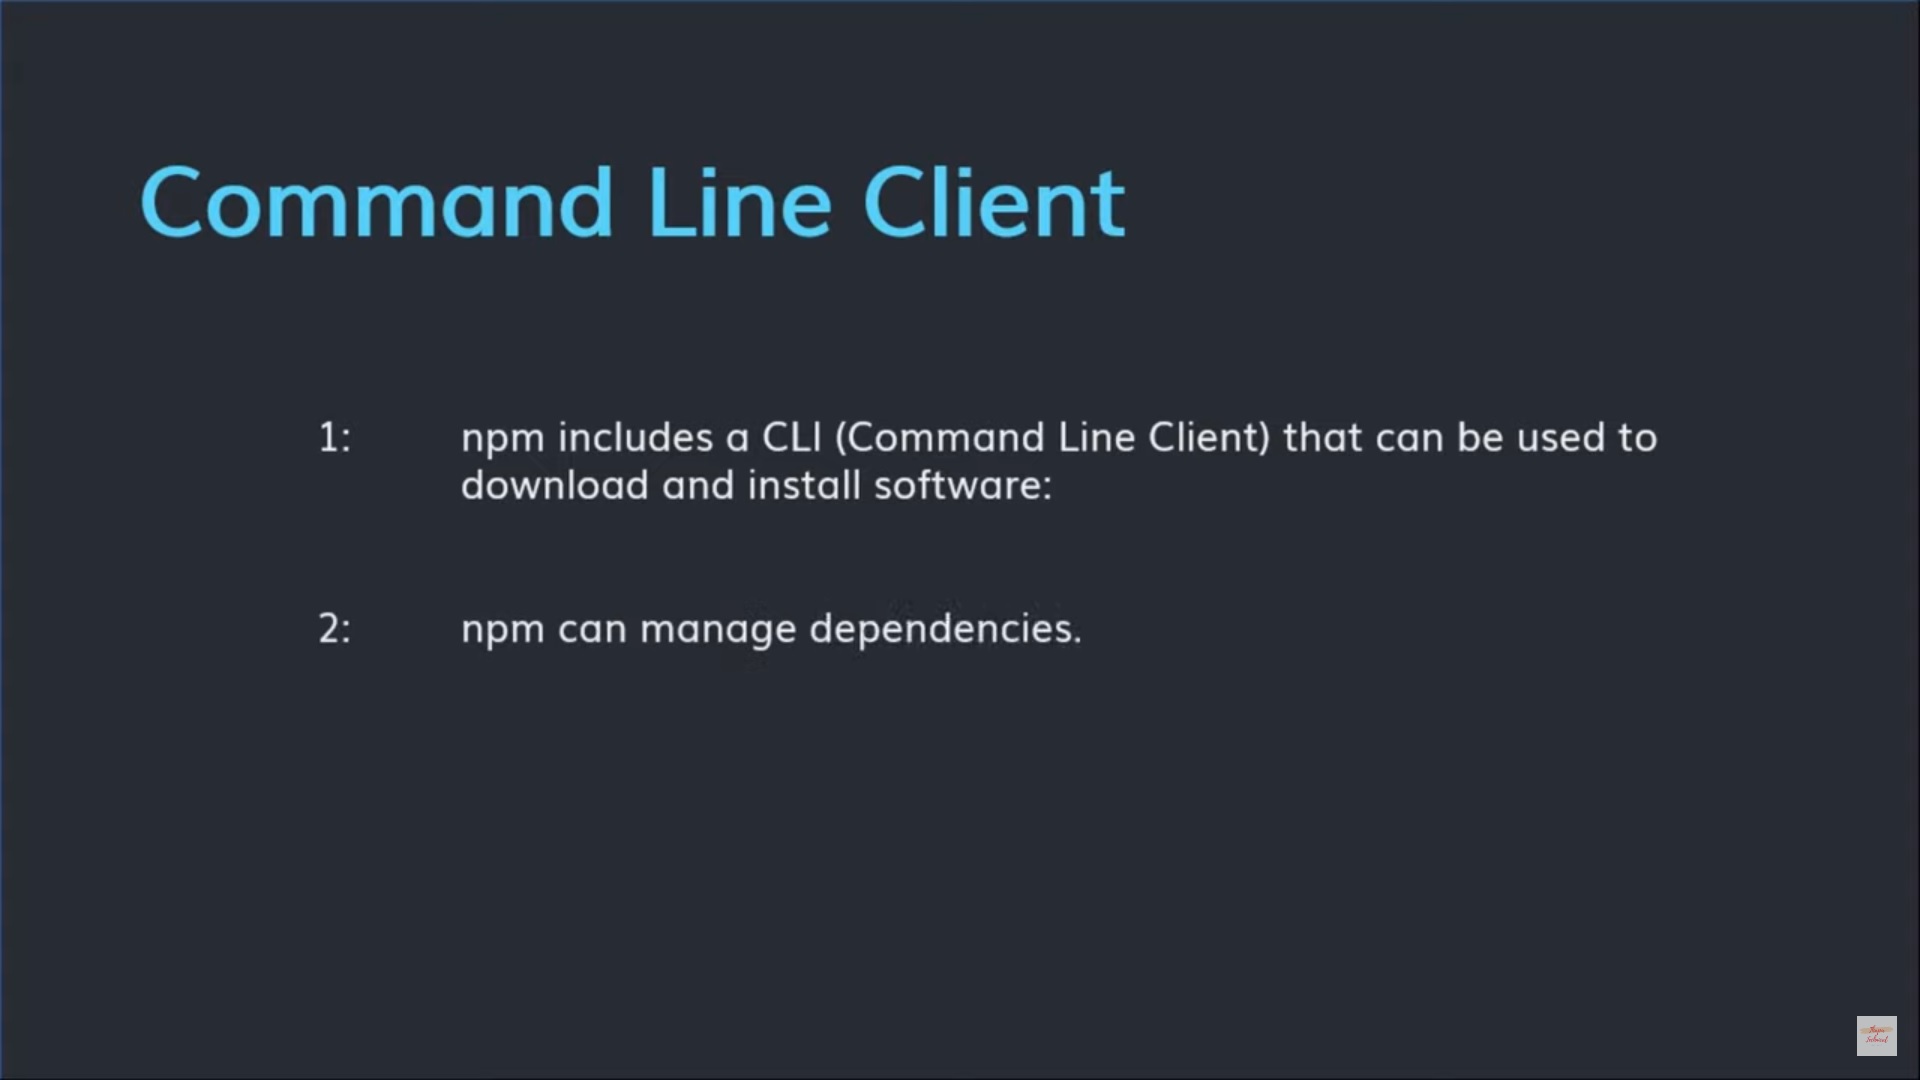 Command Line Client
1: npm includes a CLI (Command Line Client) that can be used to
download and install software:
2: npm can manage dependencies.